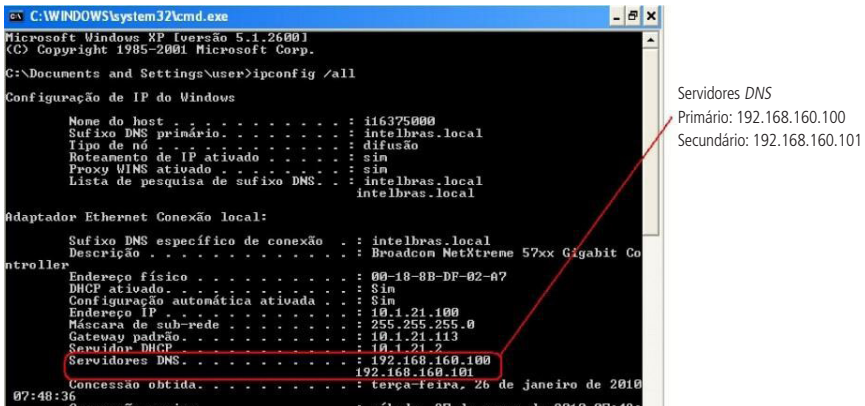 C:\WINDOWS\system32\cmd.exe
Microsoft Windows XP [versão 5.1.2600]
(C) Copyright 1985-2001 Microsoft Corp.
C:\Documents and Settings\user>ipconfig /all
Configuração de IP do Windows
Nome do host . . . . . . . . . . . . : i16375000
Sufixo DNS primário. . . . . . . . . : intelbras.local
Tipo de nó . . . . . . . . . . . . . : difusão
Roteamento de IP ativado . . . . . . : sim
Proxy WINS ativado . . . . . . . . . : sim
Lista de pesquisa de sufixo DNS. . . : intelbras.local
intelbras.local
Adaptador Ethernet Conexão local:
Sufixo DNS específico de conexão . : intelbras.local
Descrição . . . . . . . . . . . . . . : Broadcom NetXtreme 57xx Gigabit Co
ntroller
Endereço físico . . . . . . . . . . . : 00-18-8B-DF-02-A7
DHCP ativado. . . . . . . . . . . . . : Sim
Configuração automática ativada . . . : Sim
Endereço IP . . . . . . . . . . . . . : 10.1.21.100
Máscara de sub-rede . . . . . . . . . : 255.255.255.0
Gateway padrão. . . . . . . . . . . . : 10.1.21.113
Servidor DHCP . . . . . . . . . . . . : 10.1.21.2
Servidores DNS. . . . . . . . . . . . : 192.168.160.100
192.168.160.101
Concessão obtida. . . . . . . . . . . : terça-feira, 26 de janeiro de 2010
07:48:36
Servidores DNS
Primário: 192.168.160.100
Secundário: 192.168.160.101